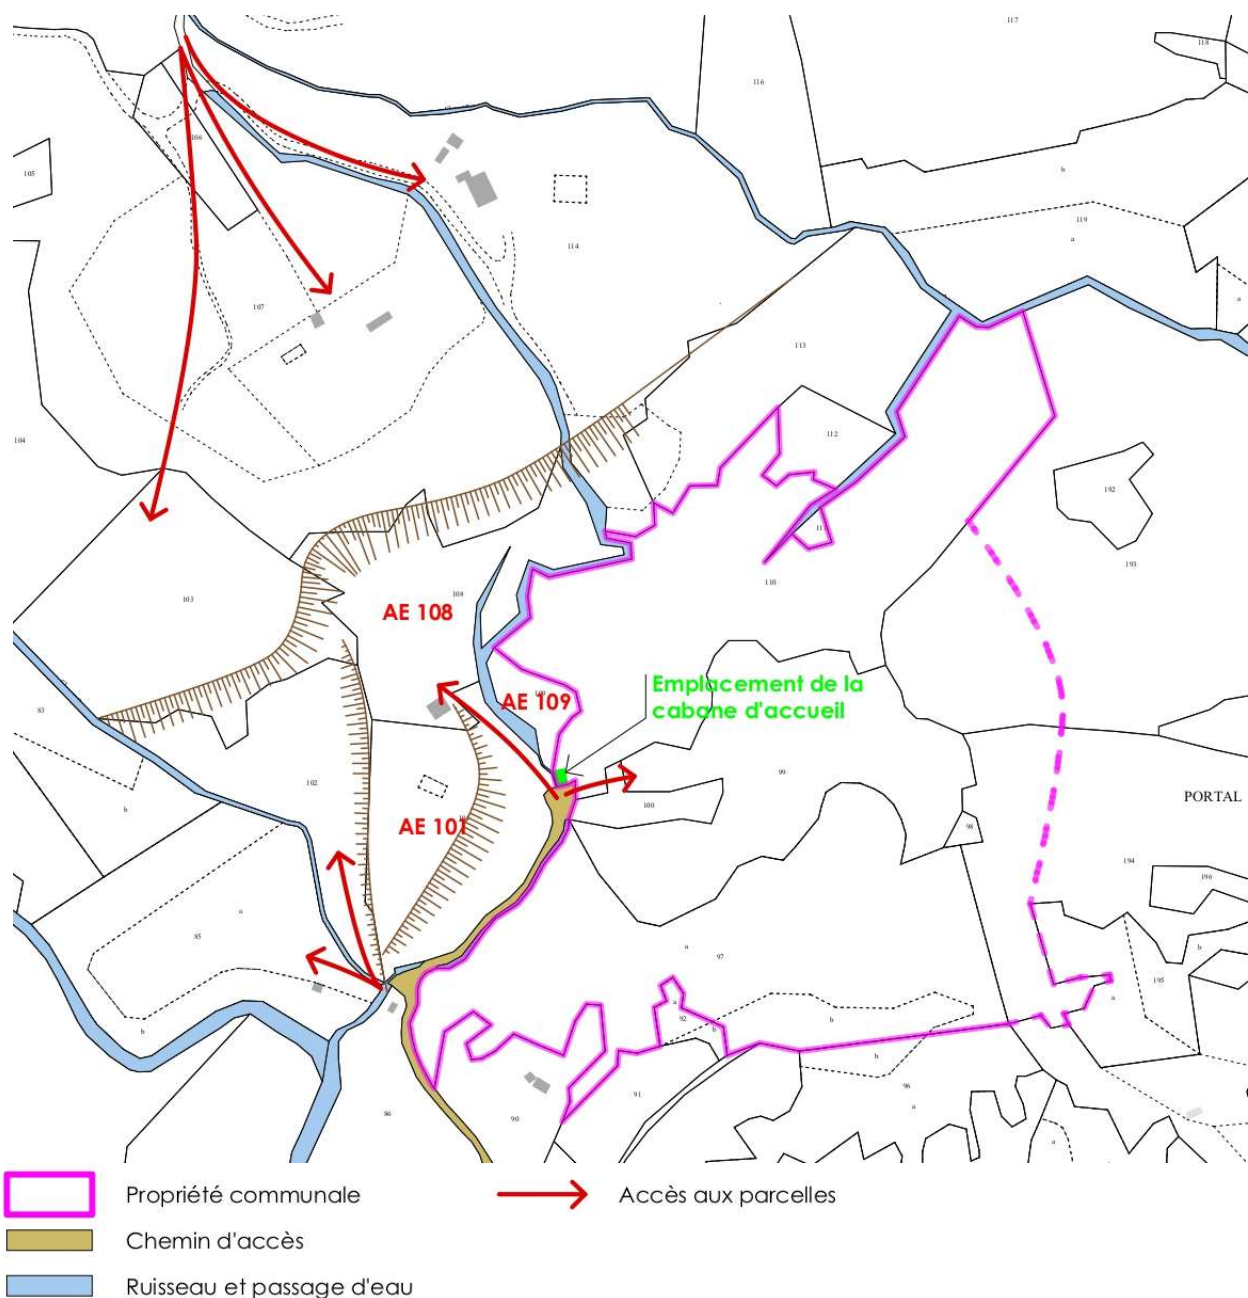 117
118
116
106
105
b
119
a
114
107
a
113
104
112
192
111
193
110
103
108
AE 108
109
AE 109
Emplacement de la
cabane d'accueil
83
102
99
100
PORTAL
b
AE 101
98
194
196
a
85
a
97
b
195
a
a
92
b
b
b
b
96
a
91
90
86
a
Propriété communale
Accès aux parcelles
Chemin d'accès
Ruisseau et passage d'eau